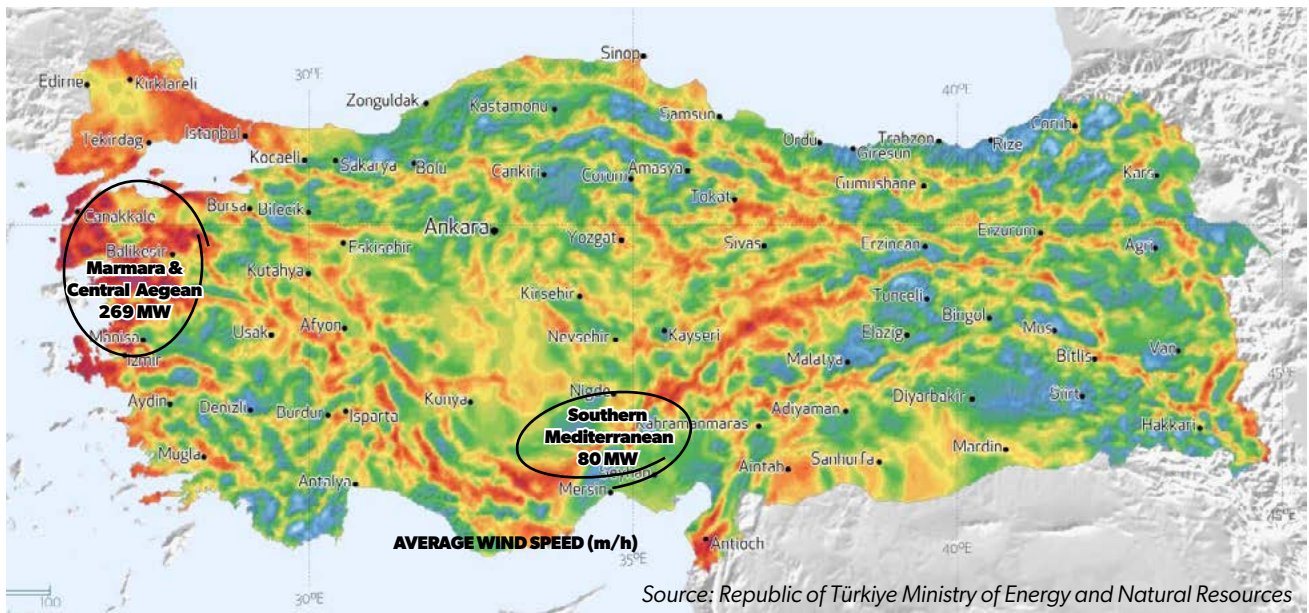 Sinop
30°E
40°E
Edirne
Kirklareli
Zonguldak
Kastamonu
Samsun
Tekirdag
Istanbul
Ordu
Trabzon
Rize
Coruh
Giresun
Kocaeli
Sakarya
Bolu
Cankiri
Corum
Amasya
Gumushane
Kars
Canakkale
Bursa
Bilecik
Tokat
Ankara
Eskisehir
Yozgat
Sivas
Erzincan
Erzurum
Agri
Balikesir
Marmara &
Central Aegean
269 MW
Kutahya
Kirsehir
Tunceli
Bingol
Mus
Manisa
Usak
Afyon
Nevsehir
Kayseri
Elazig
Malatya
Bitlis
Van
Izmir
45°E
Aydin
Denizli
Burdur
Isparta
Konya
Nigde
Southern
Mediterranean
80 MW
Kahramanmaras
Adiyaman
Diyarbakir
Siirt
Hakkari
Mugla
Antalya
Seyhan
Mersin
Aintab
Sanliurfa
Mardin
AVERAGE WIND SPEED (m/h)
Antioch
45°E
100
30°E
35°E
40°E
Source: Republic of Türkiye Ministry of Energy and Natural Resources